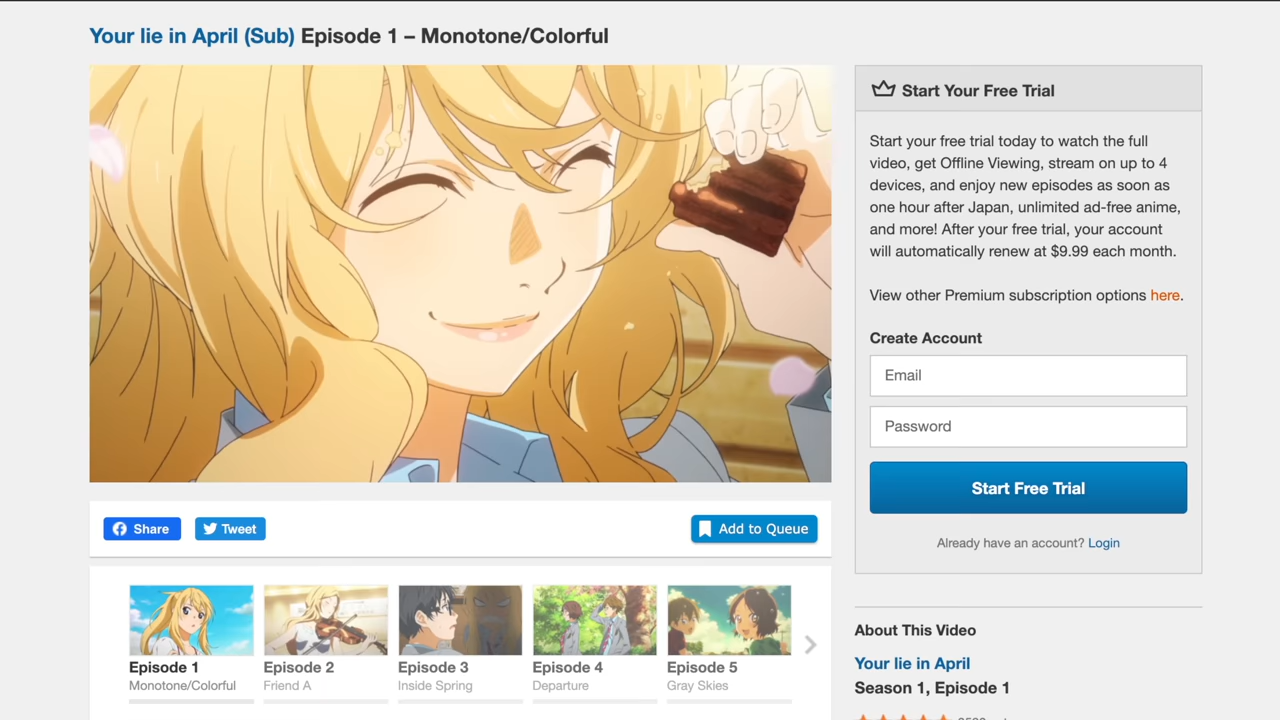 Your lie in April (Sub) Episode 1 – Monotone/Colorful
Start Your Free Trial
Start your free trial today to watch the full
video, get Offline Viewing, stream on up to 4
devices, and enjoy new episodes as soon as
one hour after Japan, unlimited ad-free anime,
and more! After your free trial, your account
will automatically renew at $9.99 each month.
View other Premium subscription options here.
Create Account
Email
Password
Start Free Trial
Already have an account? Login
Share
Tweet
Add to Queue
Episode 1
Monotone/Colorful
Episode 2
Friend A
Episode 3
Inside Spring
Episode 4
Departure
Episode 5
Gray Skies
About This Video
Your lie in April
Season 1, Episode 1